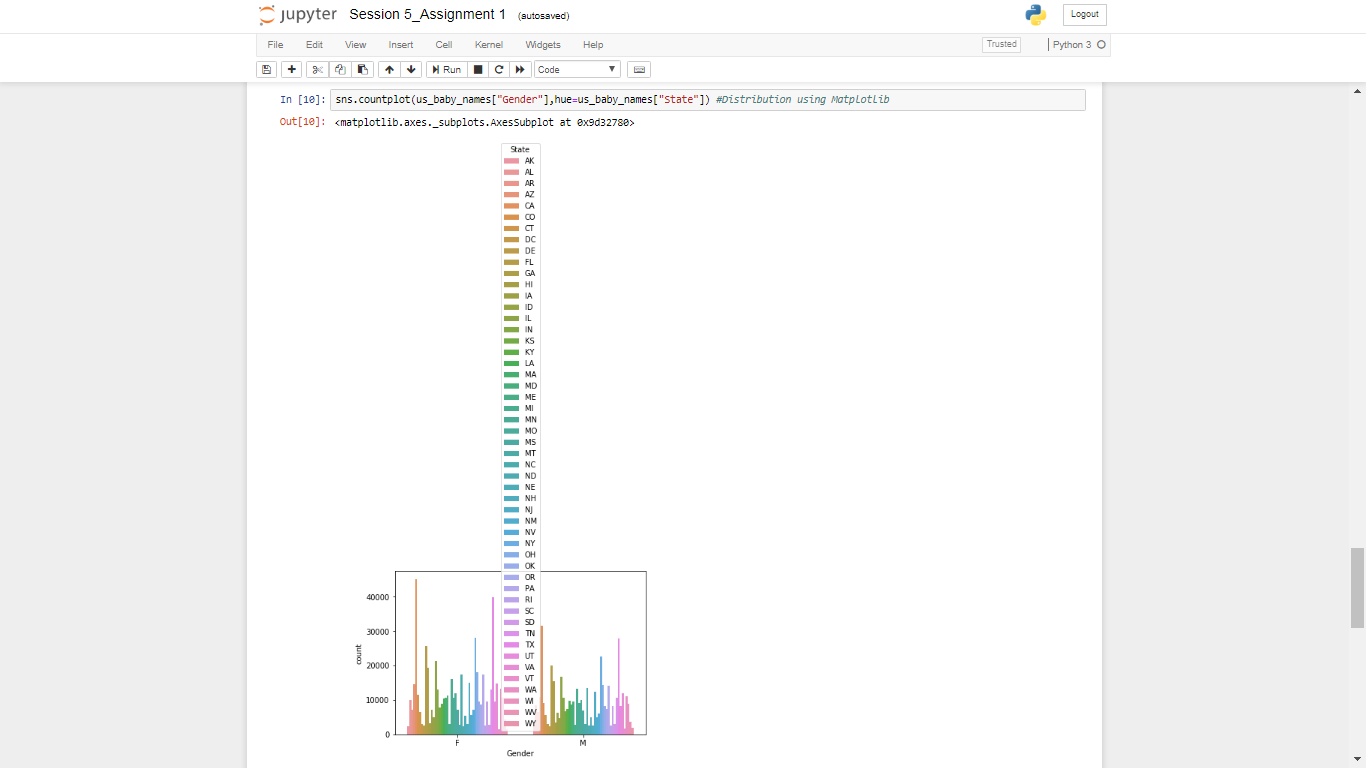 jupyter Session 5_Assignment 1 (autosaved) Logout
File Edit View Insert Cell Kernel Widgets Help Trusted Python 3
Run Code
In [10]: sns.countplot(us_baby_names["Gender"],hue=us_baby_names["State"]) #Distribution using Matplotlib
Out[10]: <matplotlib.axes._subplots.AxesSubplot at 0x9d32780>
State
AK
AL
AR
AZ
CA
CO
CT
DC
DE
FL
GA
HI
IA
ID
IL
IN
KS
KY
LA
MA
MD
ME
MI
MN
MO
MS
MT
NC
ND
NE
NH
NJ
NM
NV
NY
OH
OK
OR
PA
RI
SC
SD
TN
TX
UT
VA
VT
WA
WI
WV
WY
40000
30000
20000
10000
0
count
F M
Gender